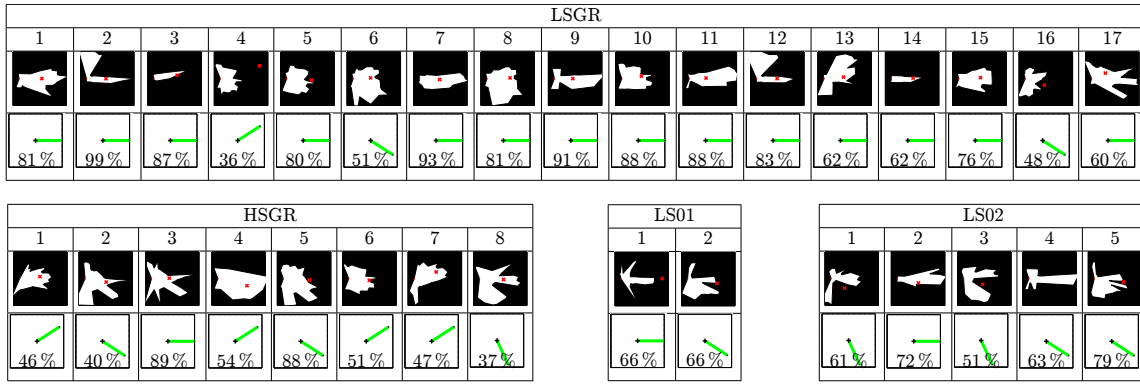 LSGR
1 2 3 4 5 6 7 8 9 10 11 12 13 14 15 16 17
81 % 99 % 87 % 36 % 80 % 51 % 93 % 81 % 91 % 88 % 88 % 83 % 62 % 62 % 76 % 48 % 60 %
HSGR
1 2 3 4 5 6 7 8
46 % 40 % 89 % 54 % 88 % 51 % 47 % 37 %
LS01
1 2
66 % 66 %
LS02
1 2 3 4 5
61 % 72 % 51 % 63 % 79 %